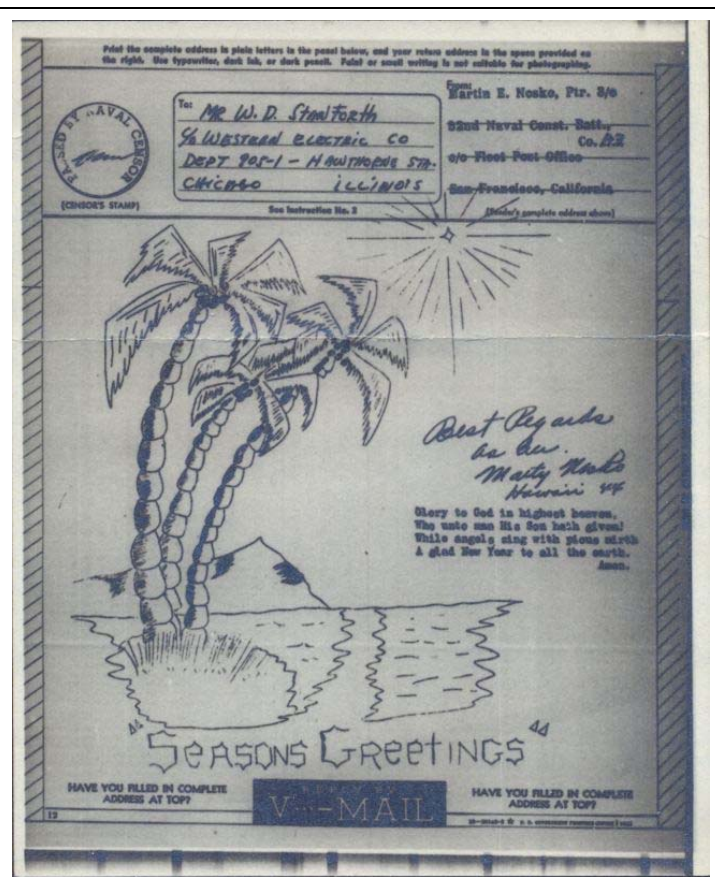 Print the complete address in plain letters in the panel below, and your return address in the space provided on
the right. Use typewriter, dark ink, or dark pencil. Faint or small writing is not suitable for photographing.
PASSED BY NAVAL CENSOR
(CENSOR'S STAMP)
To:
MR W. D. STANFORTH
c/o WESTERN ELECTRIC CO
DEPT 905-1 - HAWTHORNE STA.
CHICAGO ILLINOIS
See Instruction No. 2
From:
Martin E. Nosko, Ptr. 3/c
92nd Naval Const. Batt.,
Co.
c/o Fleet Post Office
San Francisco, California
(Sender's complete address above)
Best Regards
as
Marty Nosko
Hawaii 44
Glory to God in highest heaven,
Who unto man His Son hath given!
While angels sing with pious mirth
A glad New Year to all the earth.
Amen.
"SEASONS GREETINGS"
HAVE YOU FILLED IN COMPLETE
ADDRESS AT TOP?
REPLY BY
V···—MAIL
HAVE YOU FILLED IN COMPLETE
ADDRESS AT TOP?
12